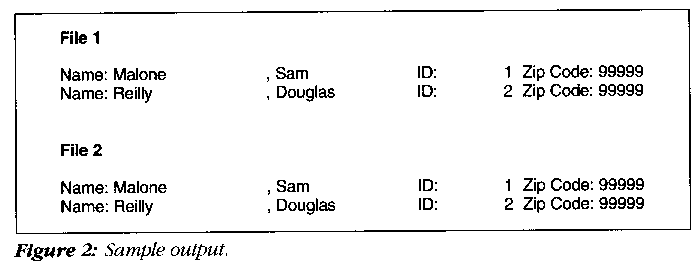 File 1
Name: Malone , Sam ID: 1 Zip Code: 99999
Name: Reilly , Douglas ID: 2 Zip Code: 99999
File 2
Name: Malone , Sam ID: 1 Zip Code: 99999
Name: Reilly , Douglas ID: 2 Zip Code: 99999
Figure 2: Sample output.